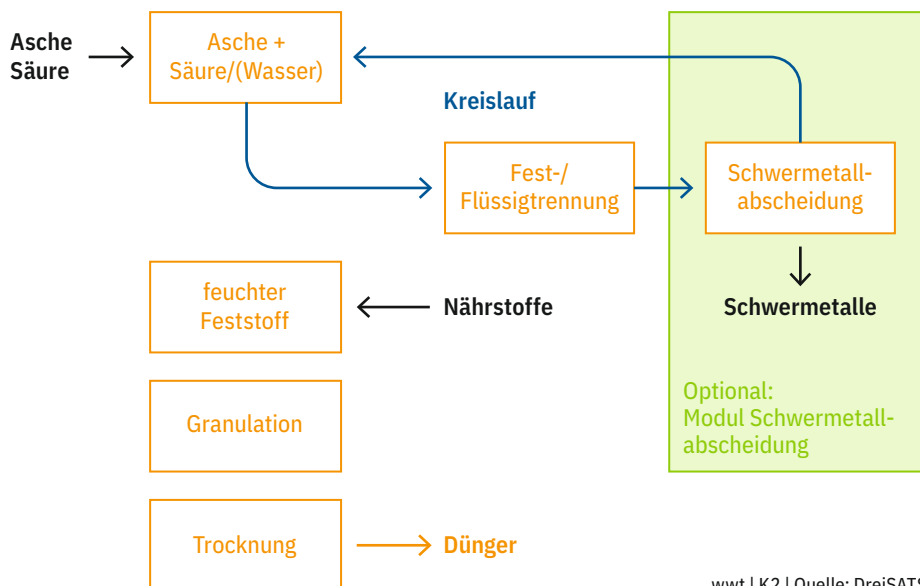 Asche
Säure
Asche +
Säure/(Wasser)
Kreislauf
Fest-/
Flüssigtrennung
Schwermetall-
abscheidung
feuchter
Feststoff
Nährstoffe
Schwermetalle
Granulation
Optional:
Modul Schwermetall-
abscheidung
Trocknung
Dünger
wwt | K2 | Quelle: